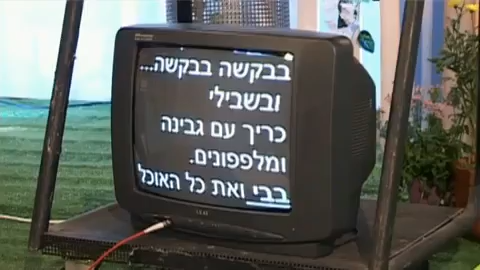 בבקשה בבקשה...
ובשבילי
כריך עם גבינה
ומלפפונים.
בבי ואת כל האוכל